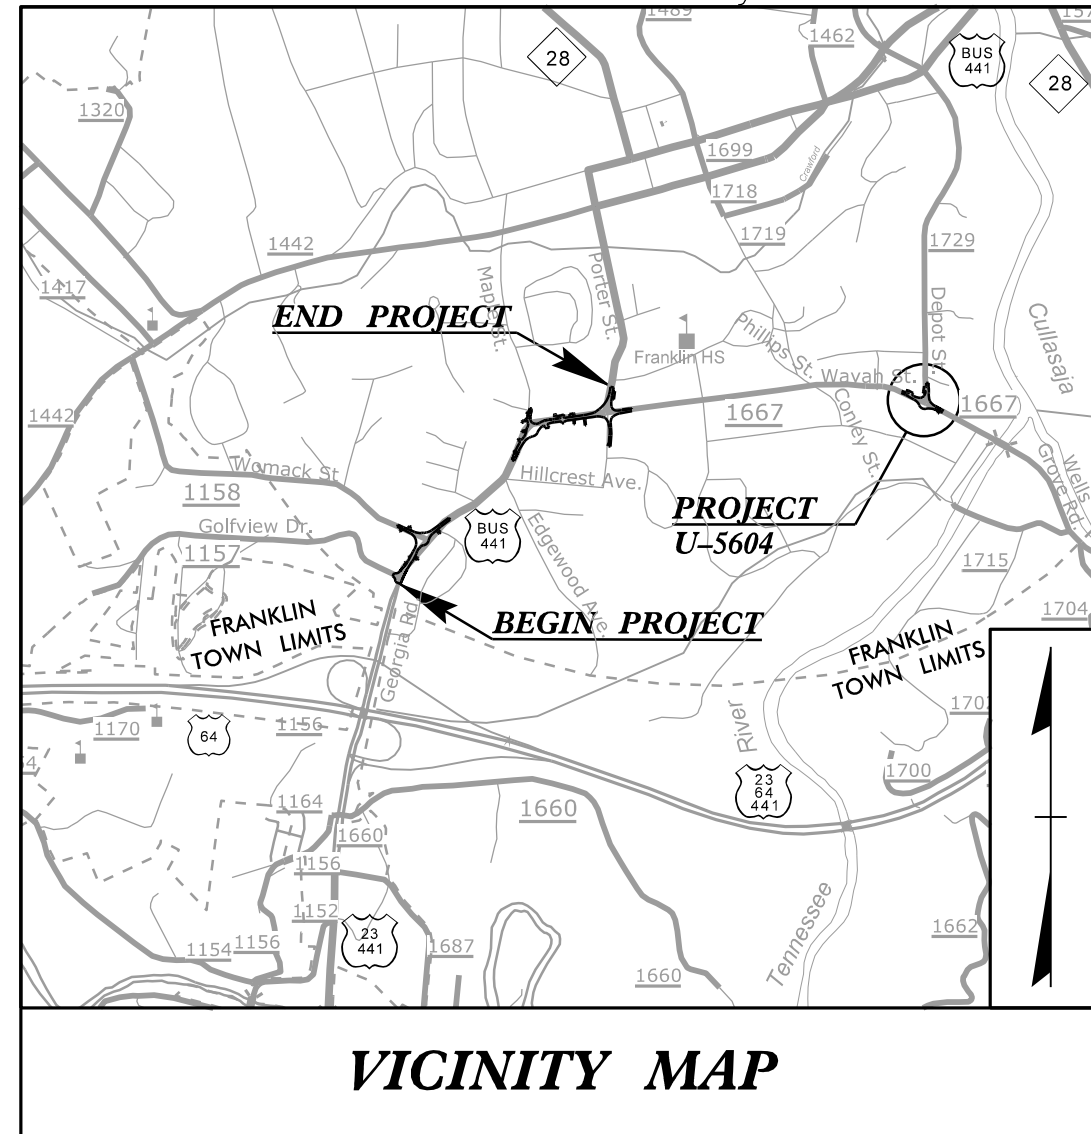 1489
1462
BUS
441
28
28
1320
1699
Crawford
1718
1719
1729
1442
1417
Maple St.
Porter St.
END PROJECT
Franklin HS
Phillips St.
Wayah St.
Depot St.
Cullasaja
1667
1667
Conley St.
1442
Womack St
1158
Hillcrest Ave.
Wells
Grove Rd.
PROJECT
U–5604
Golfview Dr.
BUS
441
Edgewood Ave.
1157
1715
FRANKLIN
TOWN LIMITS
BEGIN PROJECT
1704
Georgia Rd
FRANKLIN
TOWN LIMITS
1170
64
1156
River
1700
23
64
441
1164
1660
1660
1156
1152
23
441
1154
1156
1687
Tennessee
1662
1660
VICINITY MAP